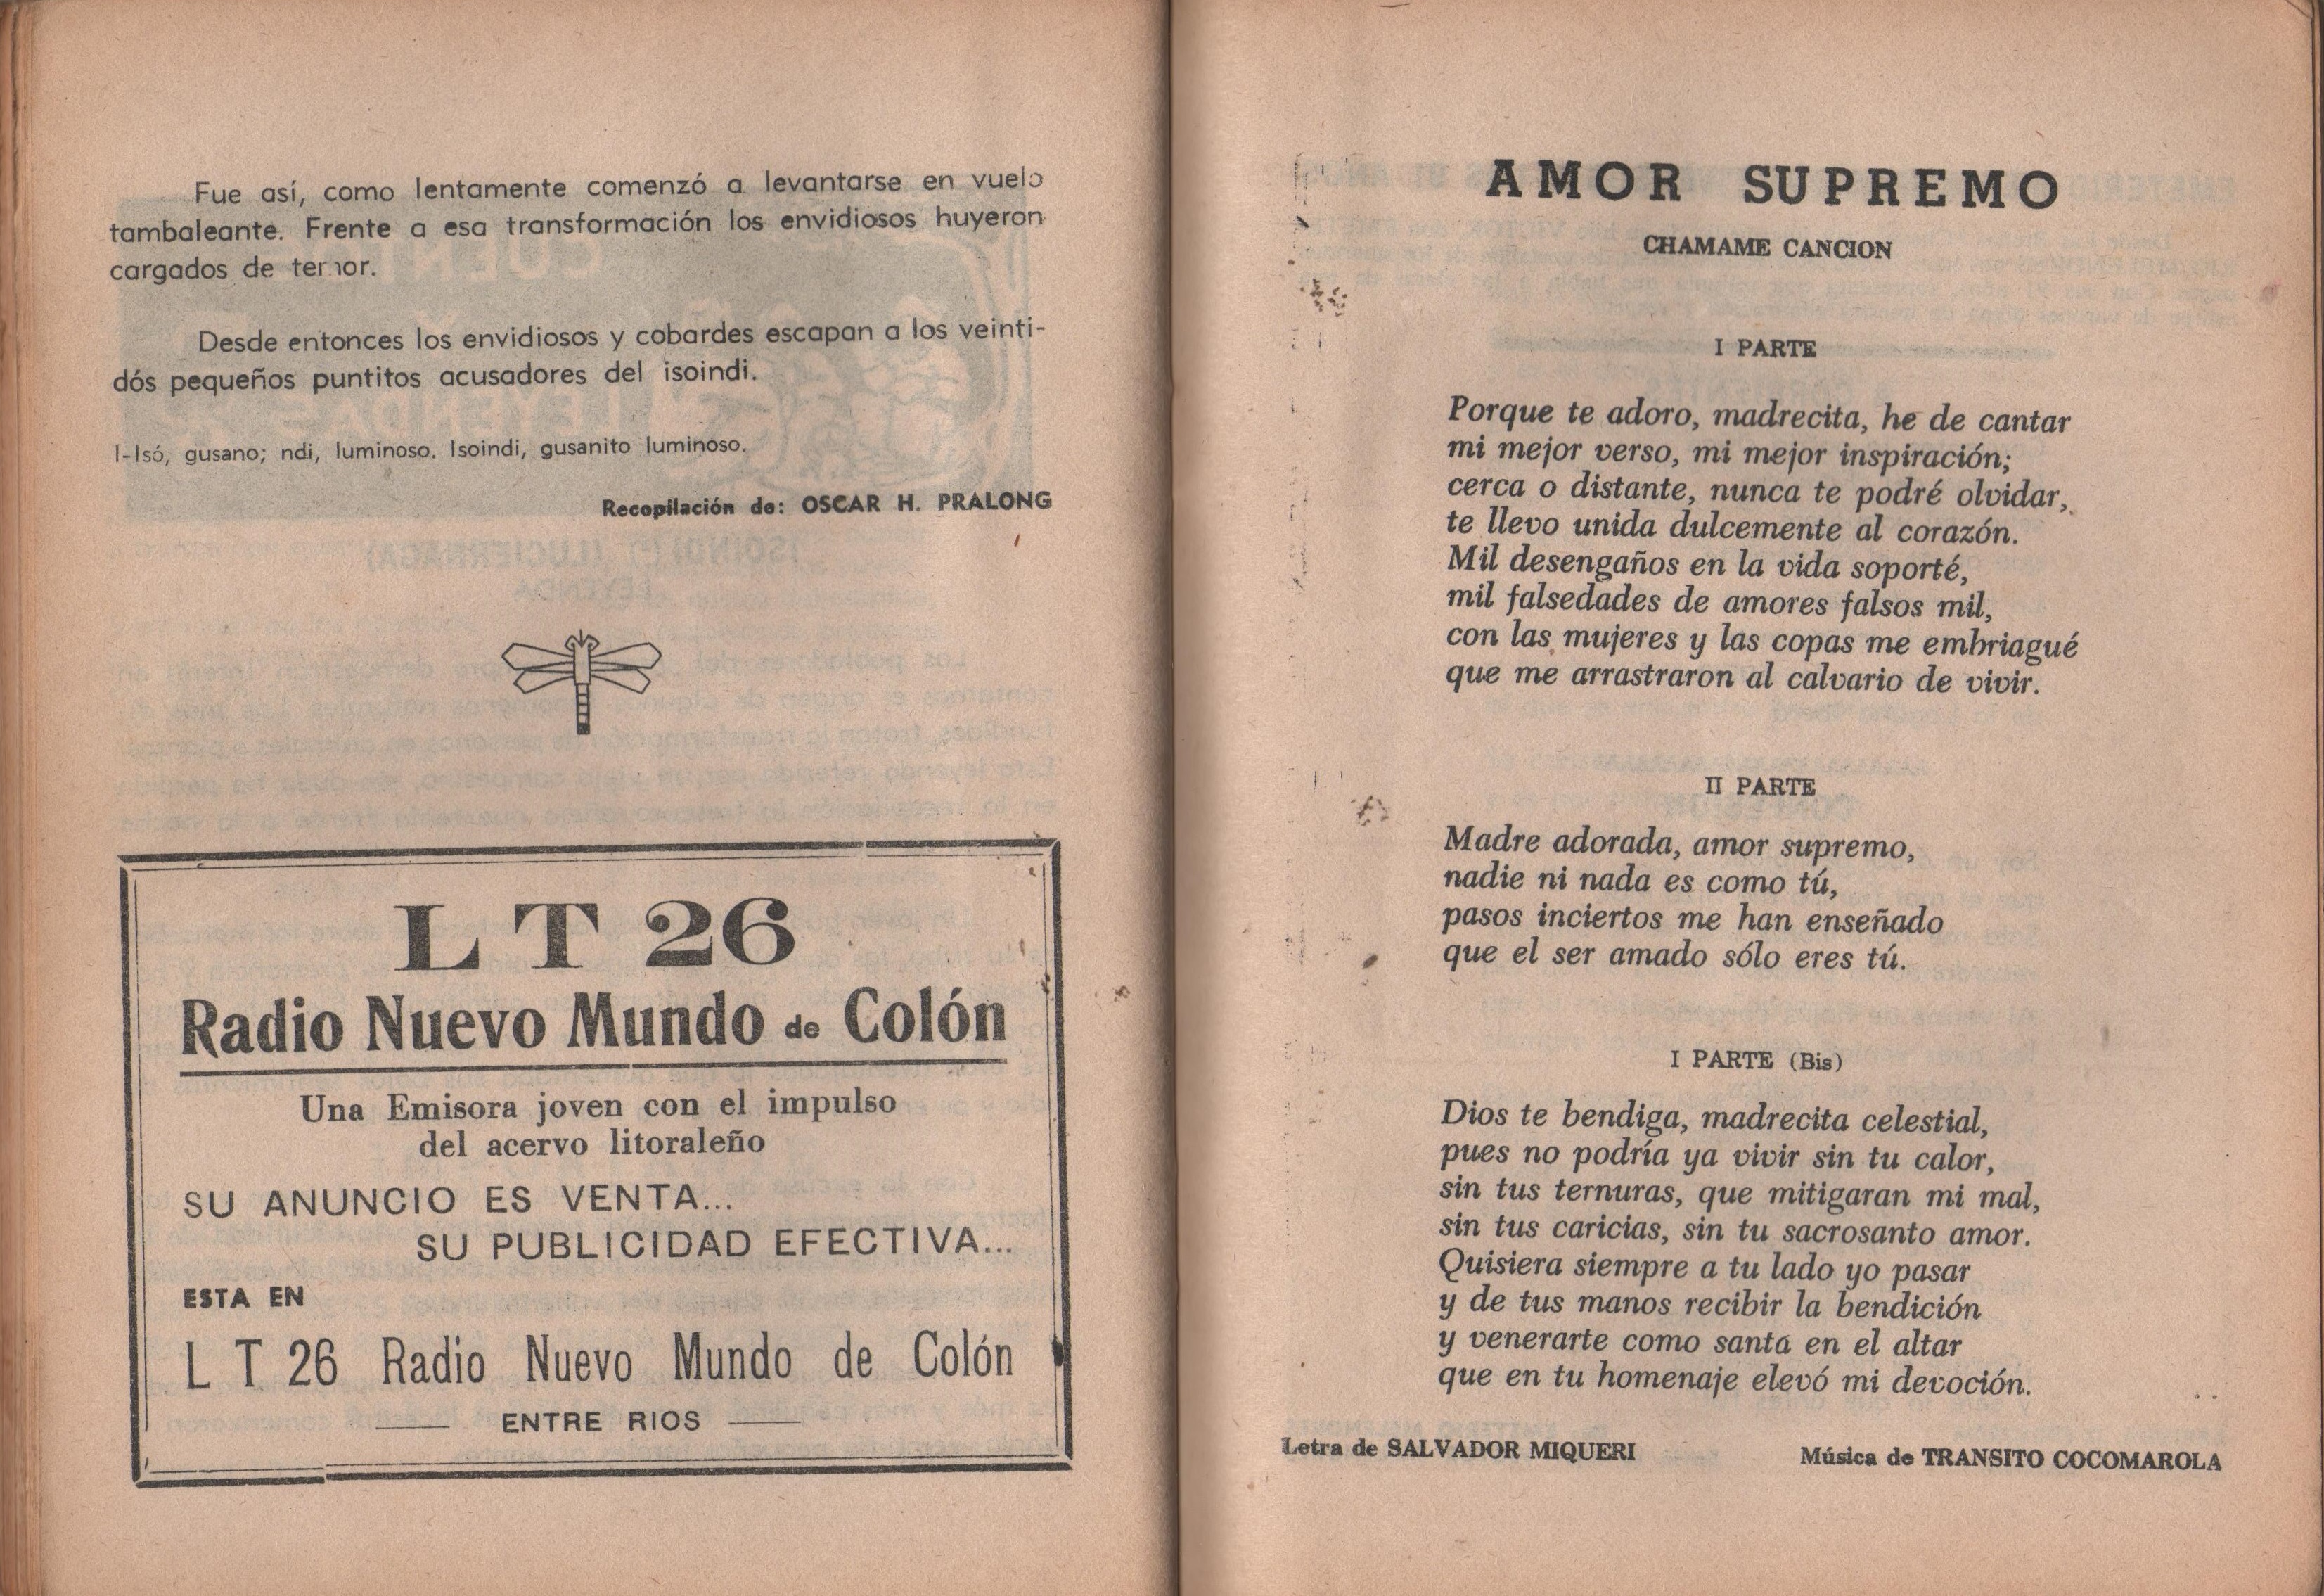 Fue así, como lentamente comenzó a levantarse en vuelo
tambaleante. Frente a esa transformación los envidiosos huyeron
cargados de temor.
Desde entonces los envidiosos y cobardes escapan a los veinti-
dós pequeños puntitos acusadores del isoindi.
I-Isó, gusano; ndi, luminoso. Isoindi, gusanito luminoso.
Recopilación de: OSCAR H. PRALONG
L T 26
Radio Nuevo Mundo de Colón
Una Emisora joven con el impulso
del acervo litoraleño
SU ANUNCIO ES VENTA...
SU PUBLICIDAD EFECTIVA...
ESTA EN
L T 26 Radio Nuevo Mundo de Colón
ENTRE RIOS
AMOR SUPREMO
CHAMAME CANCION
I PARTE
Porque te adoro, madrecita, he de cantar
mi mejor verso, mi mejor inspiración;
cerca o distante, nunca te podré olvidar,
te llevo unida dulcemente al corazón.
Mil desengaños en la vida soporté,
mil falsedades de amores falsos mil,
con las mujeres y las copas me embriagué
que me arrastraron al calvario de vivir.
II PARTE
Madre adorada, amor supremo,
nadie ni nada es como tú,
pasos inciertos me han enseñado
que el ser amado sólo eres tú.
I PARTE (Bis)
Dios te bendiga, madrecita celestial,
pues no podría ya vivir sin tu calor,
sin tus ternuras, que mitigaran mi mal,
sin tus caricias, sin tu sacrosanto amor.
Quisiera siempre a tu lado yo pasar
y de tus manos recibir la bendición
y venerarte como santa en el altar
que en tu homenaje elevó mi devoción.
Letra de SALVADOR MIQUERI
Música de TRANSITO COCOMAROLA